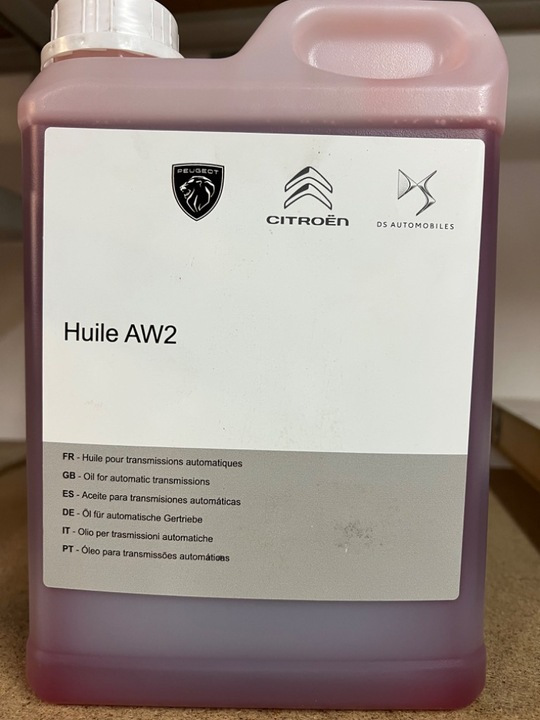 PEUGEOT
CITROËN
DS AUTOMOBILES
Huile AW2
FR - Huile pour transmissions automatiques
GB - Oil for automatic transmissions
ES - Aceite para transmisiones automáticas
DE - Öl für automatische Gertriebe
IT - Olio per trasmissioni automatiche
PT - Óleo para transmissões automáticas